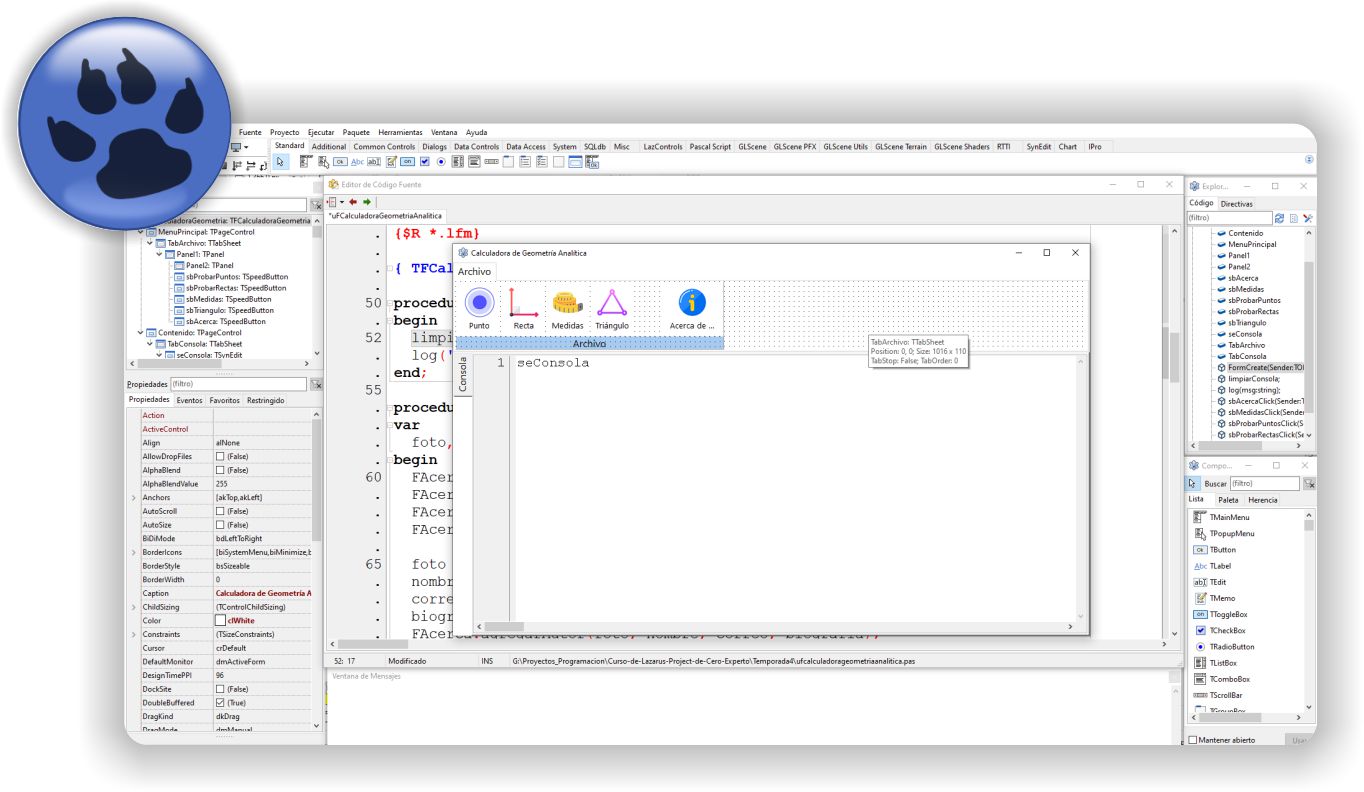 Fuente Proyecto Ejecutar Paquete Herramientas Ventana Ayuda
Standard Additional Common Controls Dialogs Data Controls Data Access System SQLdb Misc LazControls Pascal Script GLScene GLScene PFX GLScene Utils GLScene Terrain GLScene Shaders RTTI SynEdit Chart IPro
Editor de Código Fuente
*uFCalculadoraGeometriaAnalitica
TFCalculadoraGeometria
MenuPrincipal: TPageControl
TabArchivo: TTabSheet
Panel1: TPanel
Panel2: TPanel
sbProbarPuntos: TSpeedButton
sbProbarRectas: TSpeedButton
sbMedidas: TSpeedButton
sbTriangulo: TSpeedButton
sbAcerca: TSpeedButton
Contenido: TPageControl
TabConsola: TTabSheet
seConsola: TSynEdit
Propiedades (filtro)
Propiedades Eventos Favoritos Restringido
Action
ActiveControl
Align alNone
AllowDropFiles (False)
AlphaBlend (False)
AlphaBlendValue 255
Anchors [akTop,akLeft]
AutoScroll (False)
AutoSize (False)
BiDiMode bdLeftToRight
BorderIcons [biSystemMenu,biMinimize,b
BorderStyle bsSizeable
BorderWidth 0
Caption Calculadora de Geometría A
ChildSizing (TControlChildSizing)
Color clWhite
Constraints (TSizeConstraints)
Cursor crDefault
DefaultMonitor dmActiveForm
DesignTimePPI 96
DockSite (False)
DoubleBuffered (True)
DragKind dkDrag
DragMode dmManual
{$R *.lfm}
{ TFCal
50 procedu
begin
52 limpi
log('
end;
55
procedu
var
foto,
begin
60 FAcer
FAcer
FAcer
FAcer
65 foto
nombr
corre
biogr
52: 17 Modificado INS G:\Proyectos_Programacion\Curso-de-Lazarus-Project-de-Cero-Experto\Temporada4\ufcalculadorageometriaanalitica.pas
Ventana de Mensajes
Calculadora de Geometría Analítica
Archivo
Punto Recta Medidas Triángulo Acerca de ...
Archivo
TabArchivo: TTabSheet
Position: 0, 0; Size: 1016 x 110
TabStop: False; TabOrder: 0
Consola
1 seConsola
Explor...
Código Directivas
(filtro)
Contenido
MenuPrincipal
Panel1
Panel2
sbAcerca
sbMedidas
sbProbarPuntos
sbProbarRectas
sbTriangulo
seConsola
TabArchivo
TabConsola
FormCreate(Sender:TOl
limpiarConsola;
log(msg:string);
sbAcercaClick(Sender:T
sbMedidasClick(Sender
sbProbarPuntosClick(S
sbProbarRectasClick(Se
Compo...
Buscar (filtro)
Lista Paleta Herencia
TMainMenu
TPopupMenu
TButton
TLabel
TEdit
TMemo
TToggleBox
TCheckBox
TRadioButton
TListBox
TComboBox
TScrollBar
TGroupBox
Mantener abierto Usar